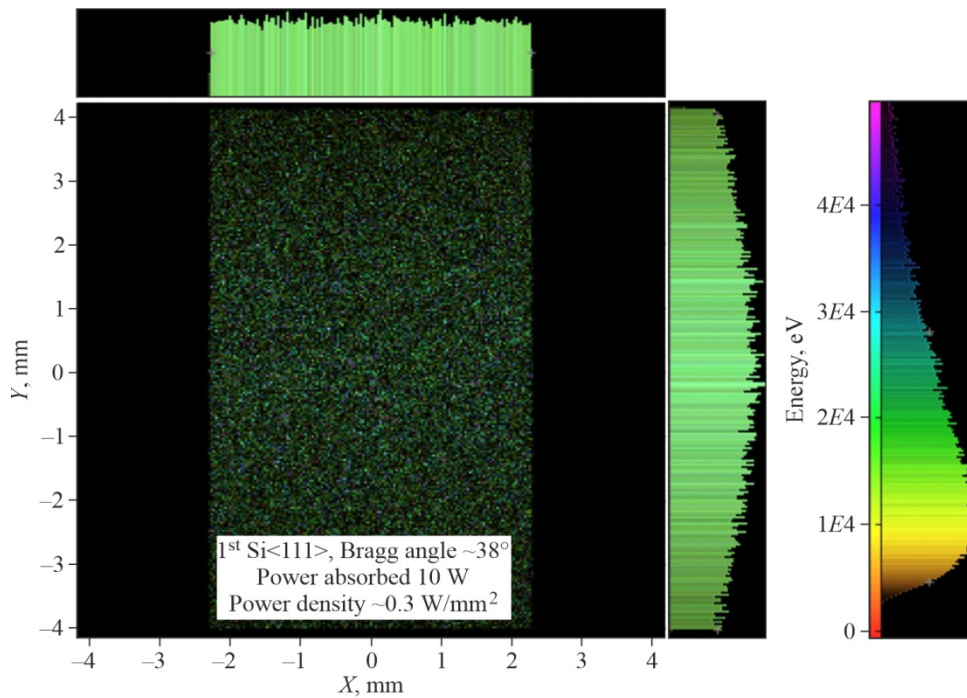 4
3
2
1
0
–1
–2
–3
–4
Y, mm
1st Si<111>, Bragg angle ~38°
Power absorbed 10 W
Power density ~0.3 W/mm2
–4
–3
–2
–1
0
1
2
4
X, mm
4E4
3E4
2E4
1E4
0
Energy, eV